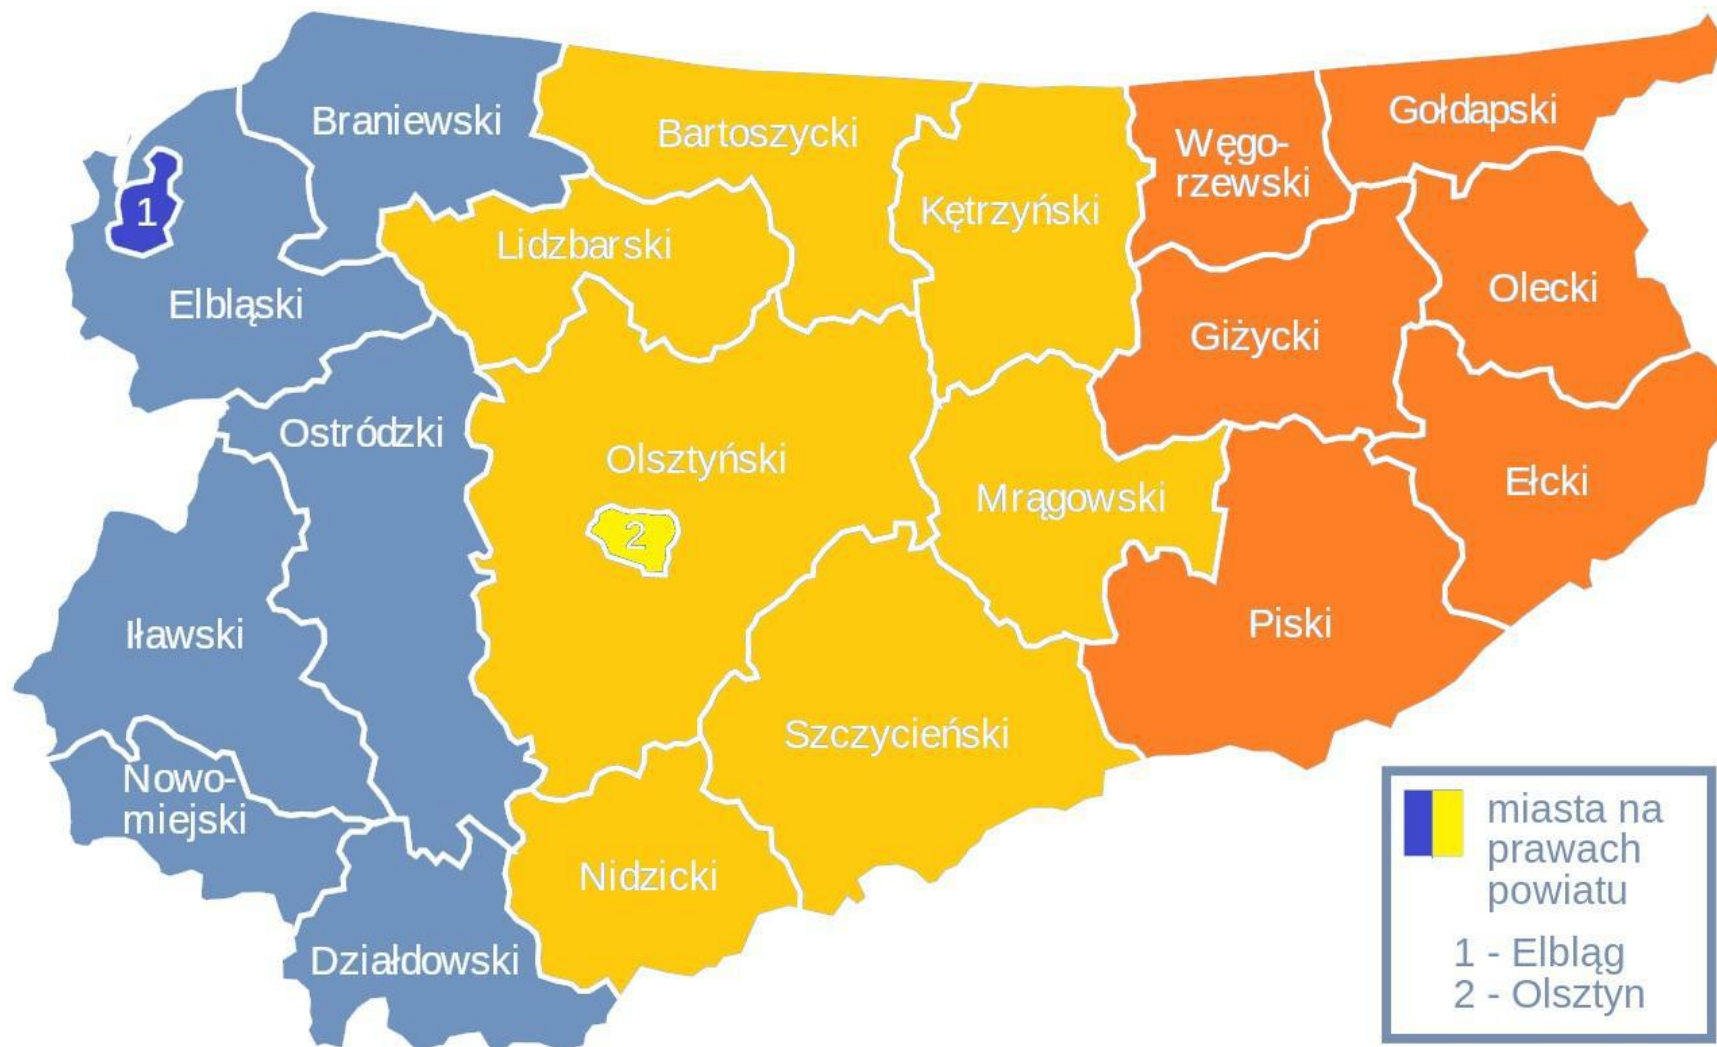 Braniewski
Bartoszycki
Węgo-
rzewski
Gołdapski
1
Kętrzyński
Lidzbarski
Elbląski
Olecki
Giżycki
Ostródzki
Olsztyński
Mrągowski
Ełcki
2
Iławski
Piski
Szczycieński
Nowo-
miejski
Nidzicki
Działdowski
miasta na
prawach
powiatu
1 - Elbląg
2 - Olsztyn